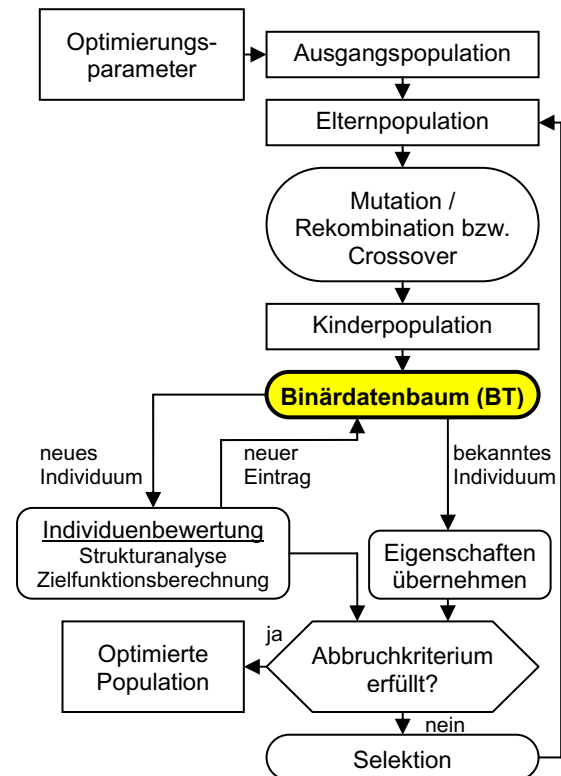 Optimierungs-
parameter
Ausgangspopulation
Elternpopulation
Mutation /
Rekombination bzw.
Crossover
Kinderpopulation
Binärdatenbaum (BT)
neues
Individuum
neuer
Eintrag
bekanntes
Individuum
Individuenbewertung
Strukturanalyse
Zielfunktionsberechnung
Eigenschaften
übernehmen
ja
Optimierte
Population
Abbruchkriterium
erfüllt?
nein
Selektion